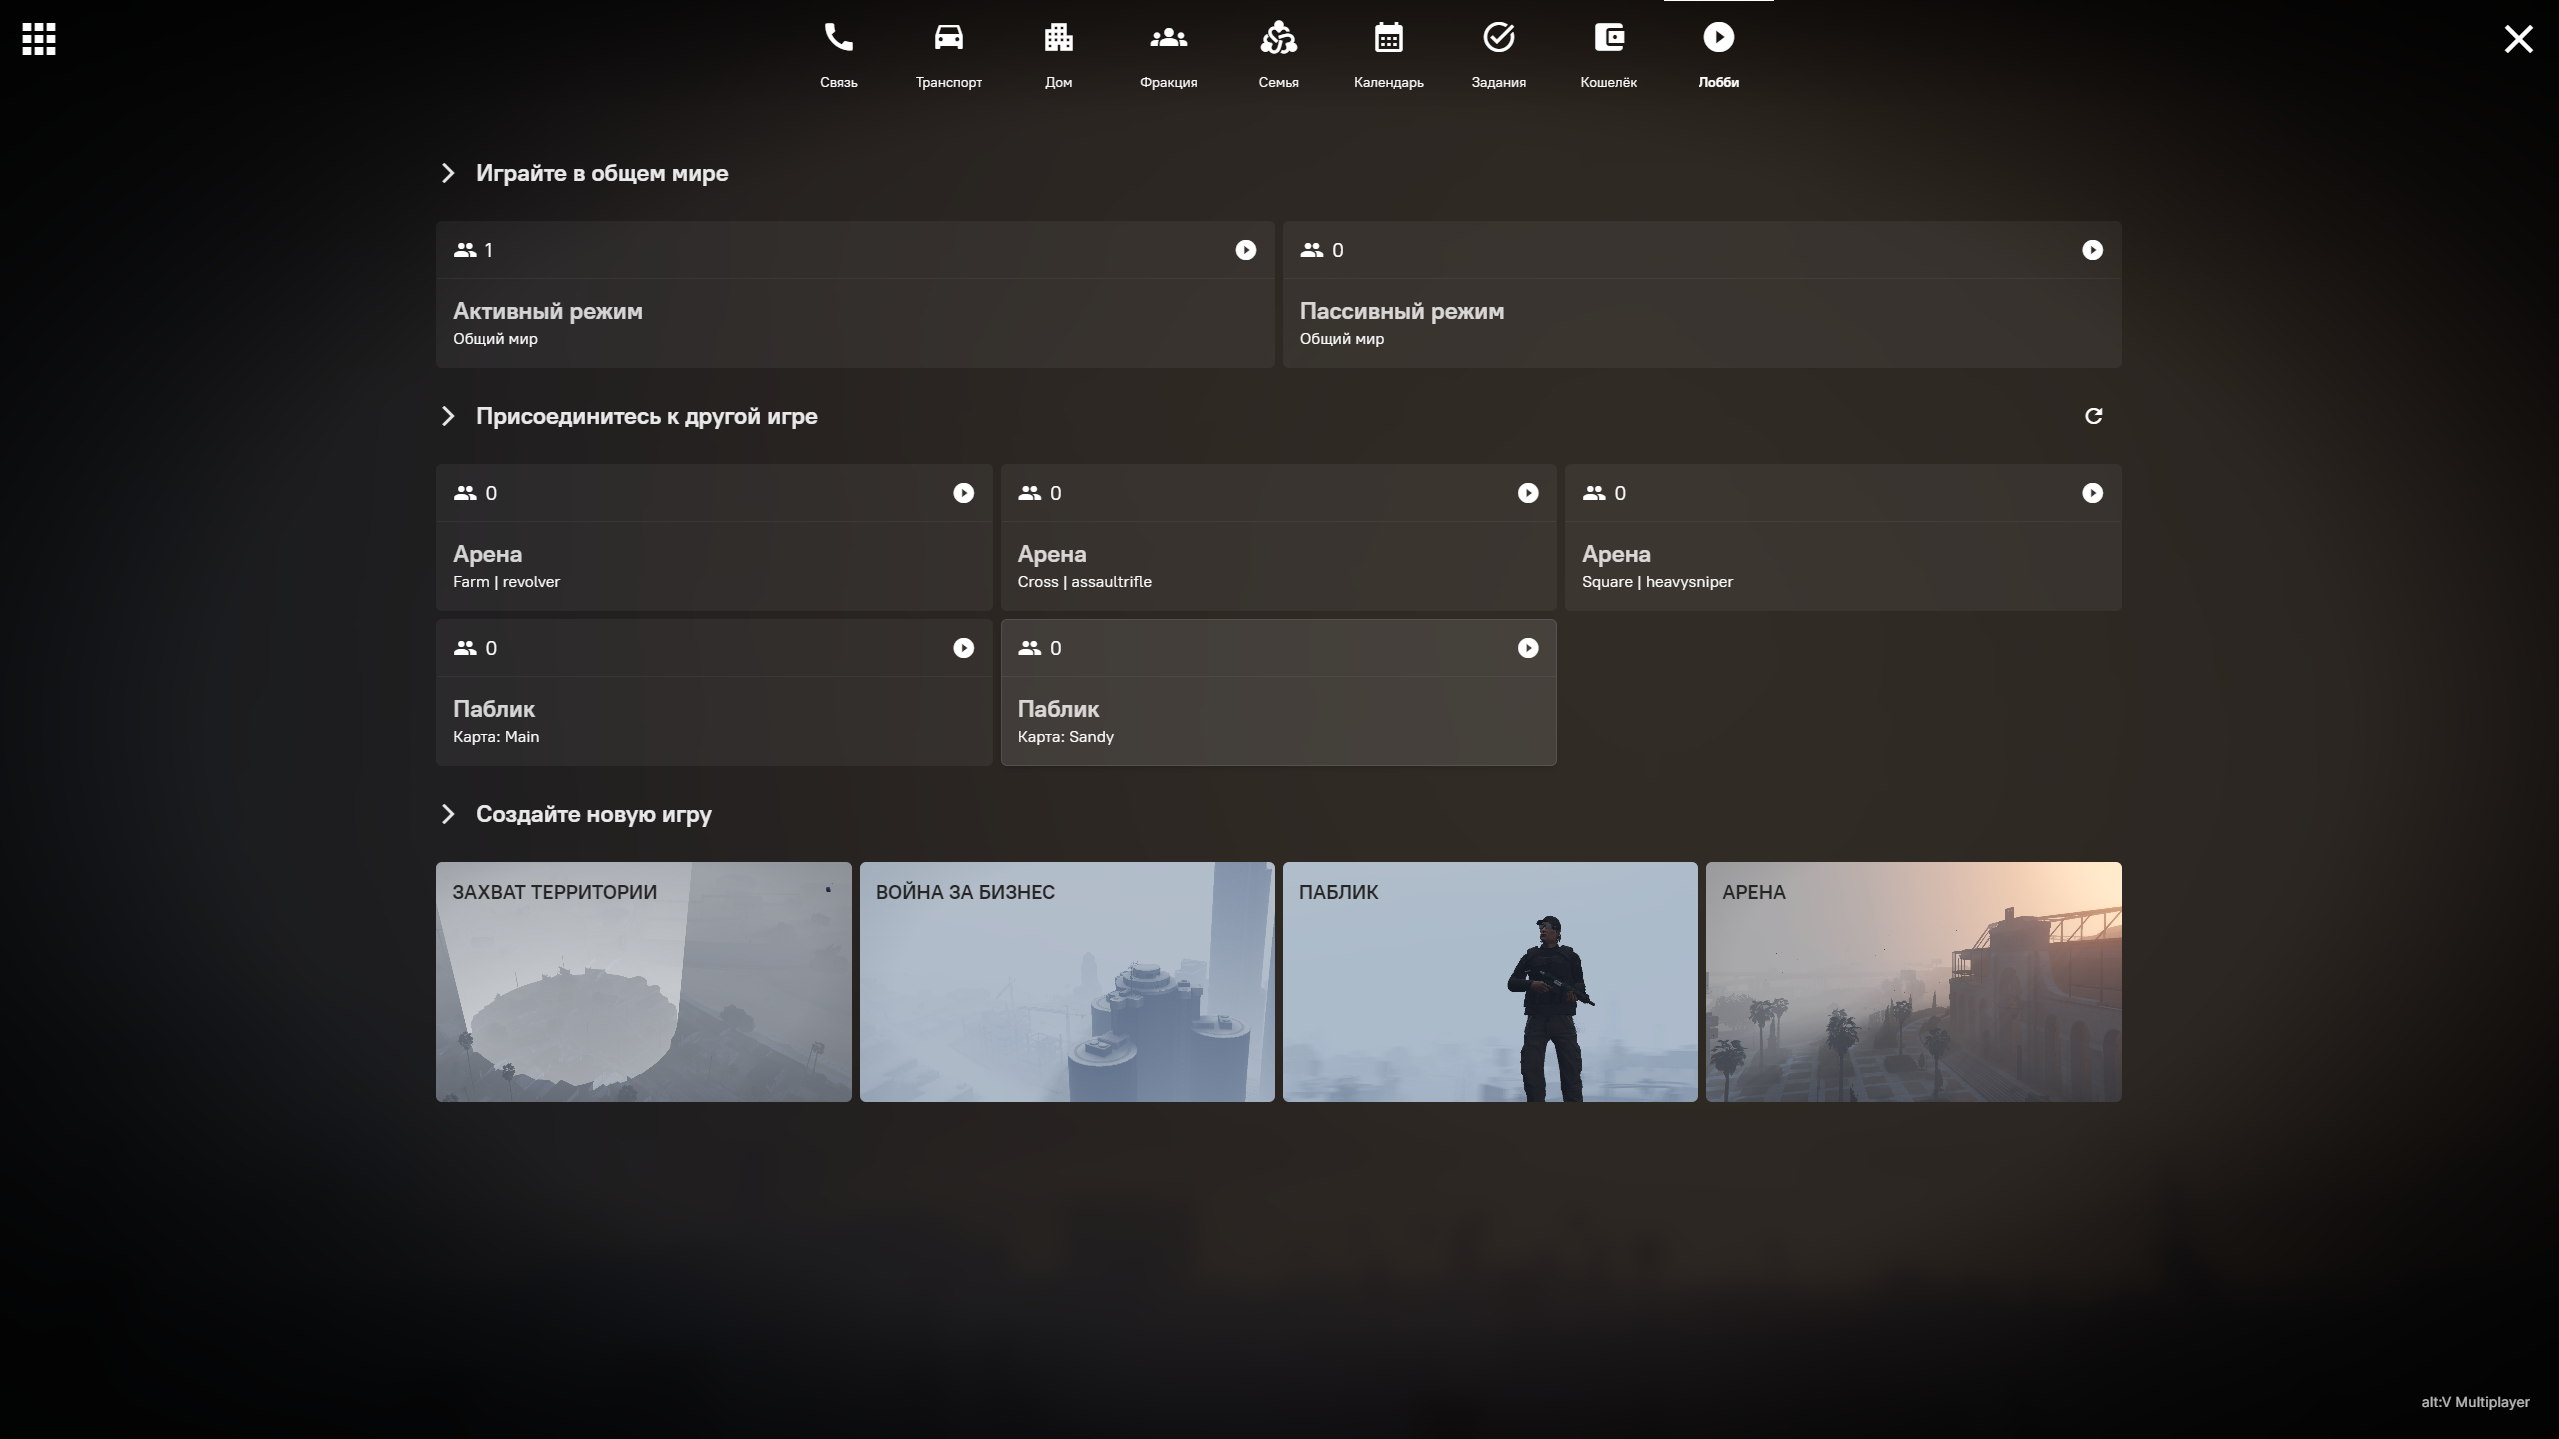 Связь
Транспорт
Дом
Фракция
Семья
Календарь
Задания
Кошелёк
Лобби
Играйте в общем мире
1
Активный режим
Общий мир
0
Пассивный режим
Общий мир
Присоединитесь к другой игре
0
Арена
Farm | revolver
0
Арена
Cross | assaultrifle
0
Арена
Square | heavysniper
0
Паблик
Карта: Main
0
Паблик
Карта: Sandy
Создайте новую игру
ЗАХВАТ ТЕРРИТОРИИ
ВОЙНА ЗА БИЗНЕС
ПАБЛИК
АРЕНА
alt:V Multiplayer